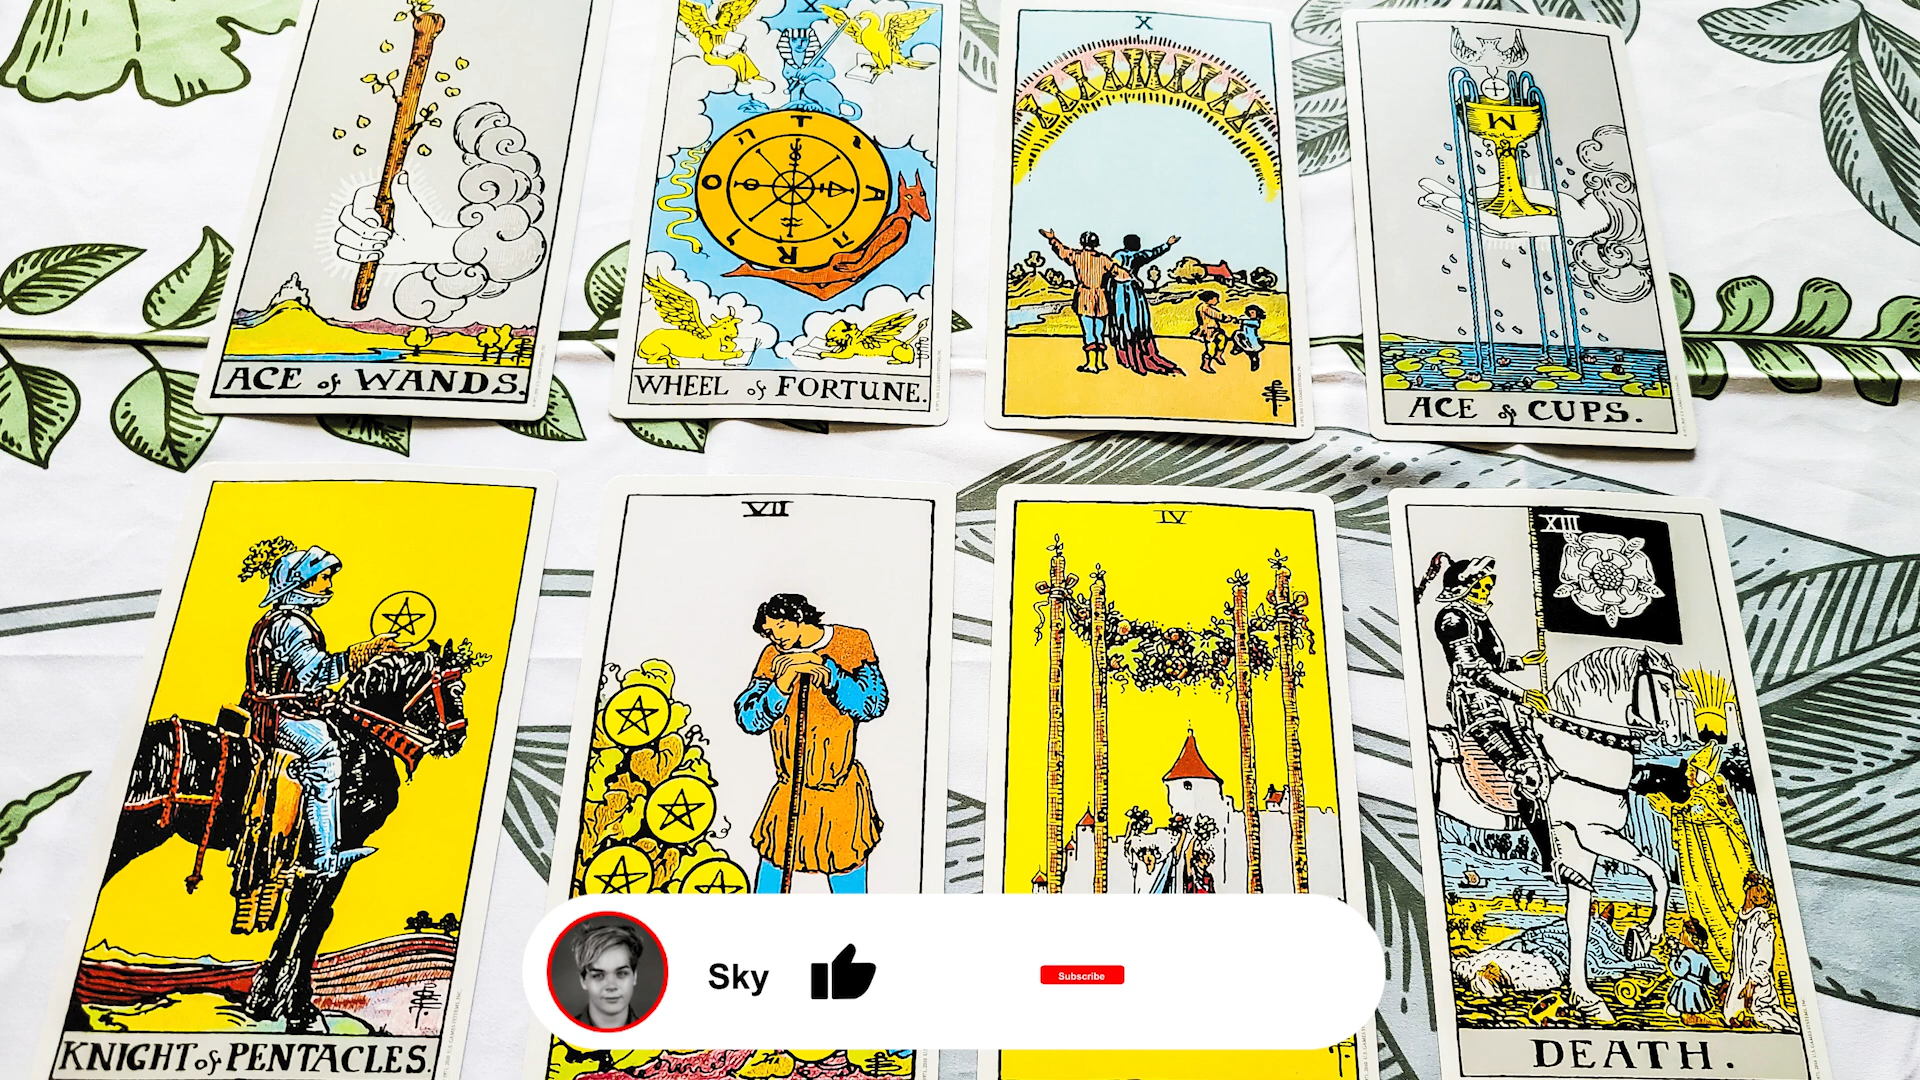 X
X
ACE of WANDS.
WHEEL of FORTUNE.
ACE of CUPS.
T
A
R
O
VII
IV
XIII
KNIGHT of PENTACLES.
DEATH.
Sky
Subscribe